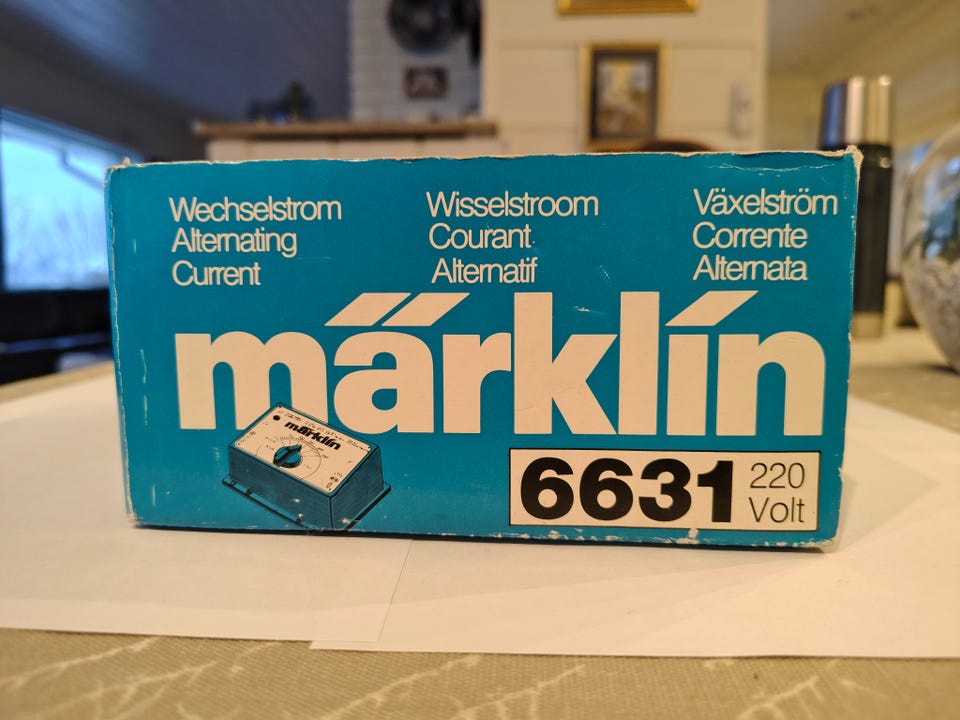 Wechselstrom
Alternating
Current
Wisselstroom
Courant
Alternatif
Växelström
Corrente
Alternata
märklin
märklin
6631
220
Volt